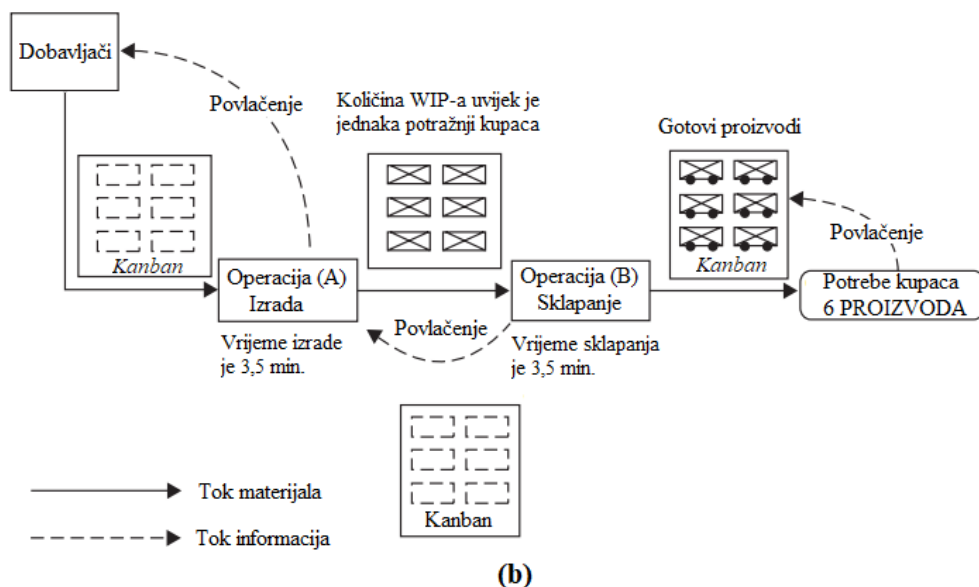 Dobavljači
Povlačenje
Količina WIP-a uvijek je
jednaka potražnji kupaca
Gotovi proizvodi
Kanban
Kanban
Povlačenje
Operacija (A)
Izrada
Operacija (B)
Sklapanje
Potrebe kupaca
6 PROIZVODA
Povlačenje
Vrijeme izrade
je 3,5 min.
Vrijeme sklapanja
je 3,5 min.
Kanban
Tok materijala
Tok informacija
(b)